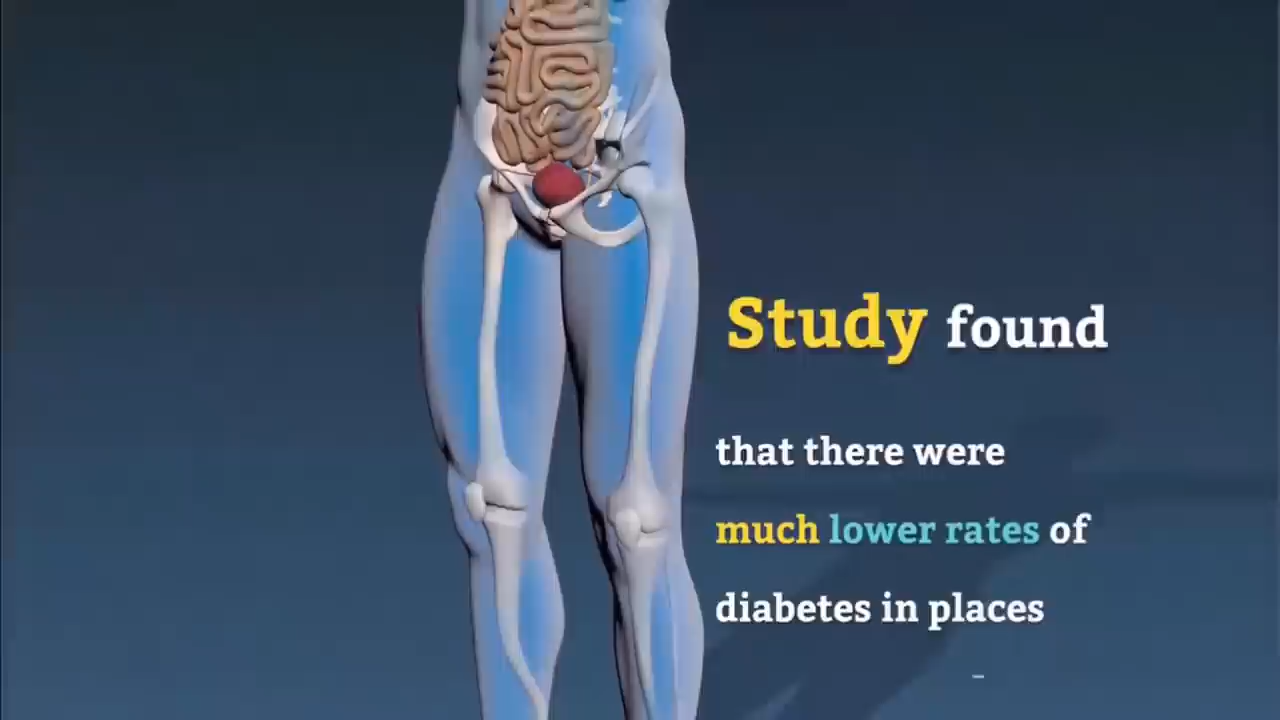 Study found
that there were
much lower rates of
diabetes in places